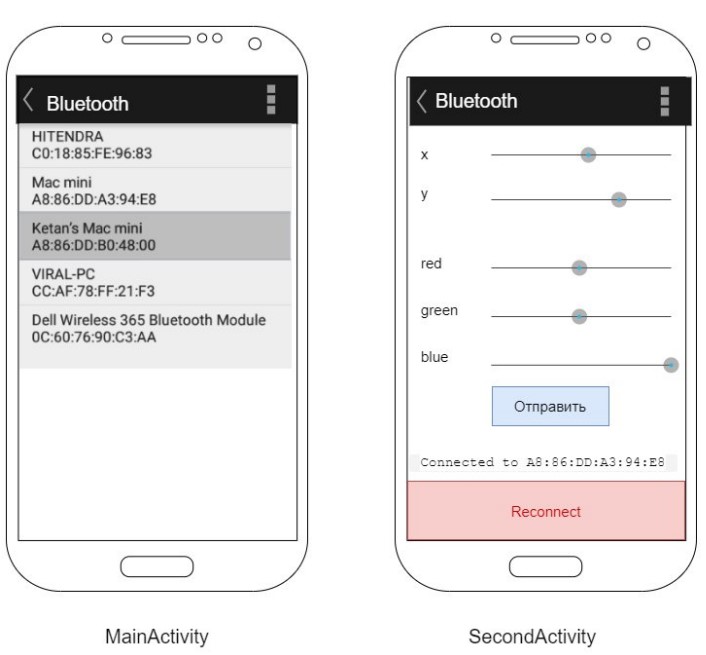 Bluetooth
HITENDRA
C0:18:85:FE:96:83
Mac mini
A8:86:DD:A3:94:E8
Ketan's Mac mini
A8:86:DD:B0:48:00
VIRAL-PC
CC:AF:78:FF:21:F3
Dell Wireless 365 Bluetooth Module
0C:60:76:90:C3:AA
MainActivity
Bluetooth
x
y
red
green
blue
Отправить
Connected to A8:86:DD:A3:94:E8
Reconnect
SecondActivity